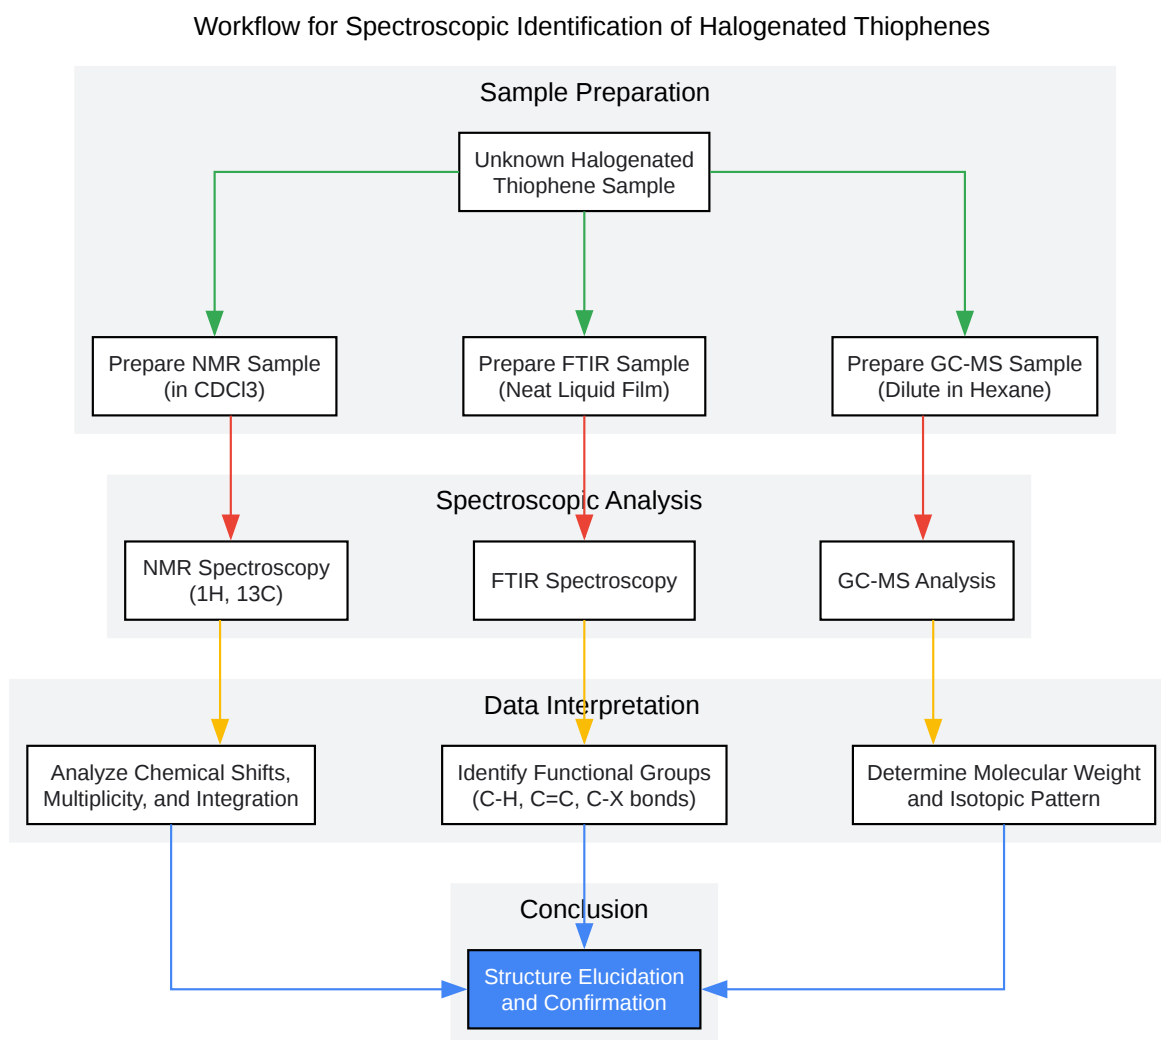 Workflow for Spectroscopic Identification of Halogenated Thiophenes
Sample Preparation
Unknown Halogenated
Thiophene Sample
Prepare NMR Sample
(in CDCl3)
Prepare FTIR Sample
(Neat Liquid Film)
Prepare GC-MS Sample
(Dilute in Hexane)
Spectroscopic Analysis
NMR Spectroscopy
(1H, 13C)
FTIR Spectroscopy
GC-MS Analysis
Data Interpretation
Analyze Chemical Shifts,
Multiplicity, and Integration
Identify Functional Groups
(C-H, C=C, C-X bonds)
Determine Molecular Weight
and Isotopic Pattern
Conclusion
Structure Elucidation
and Confirmation